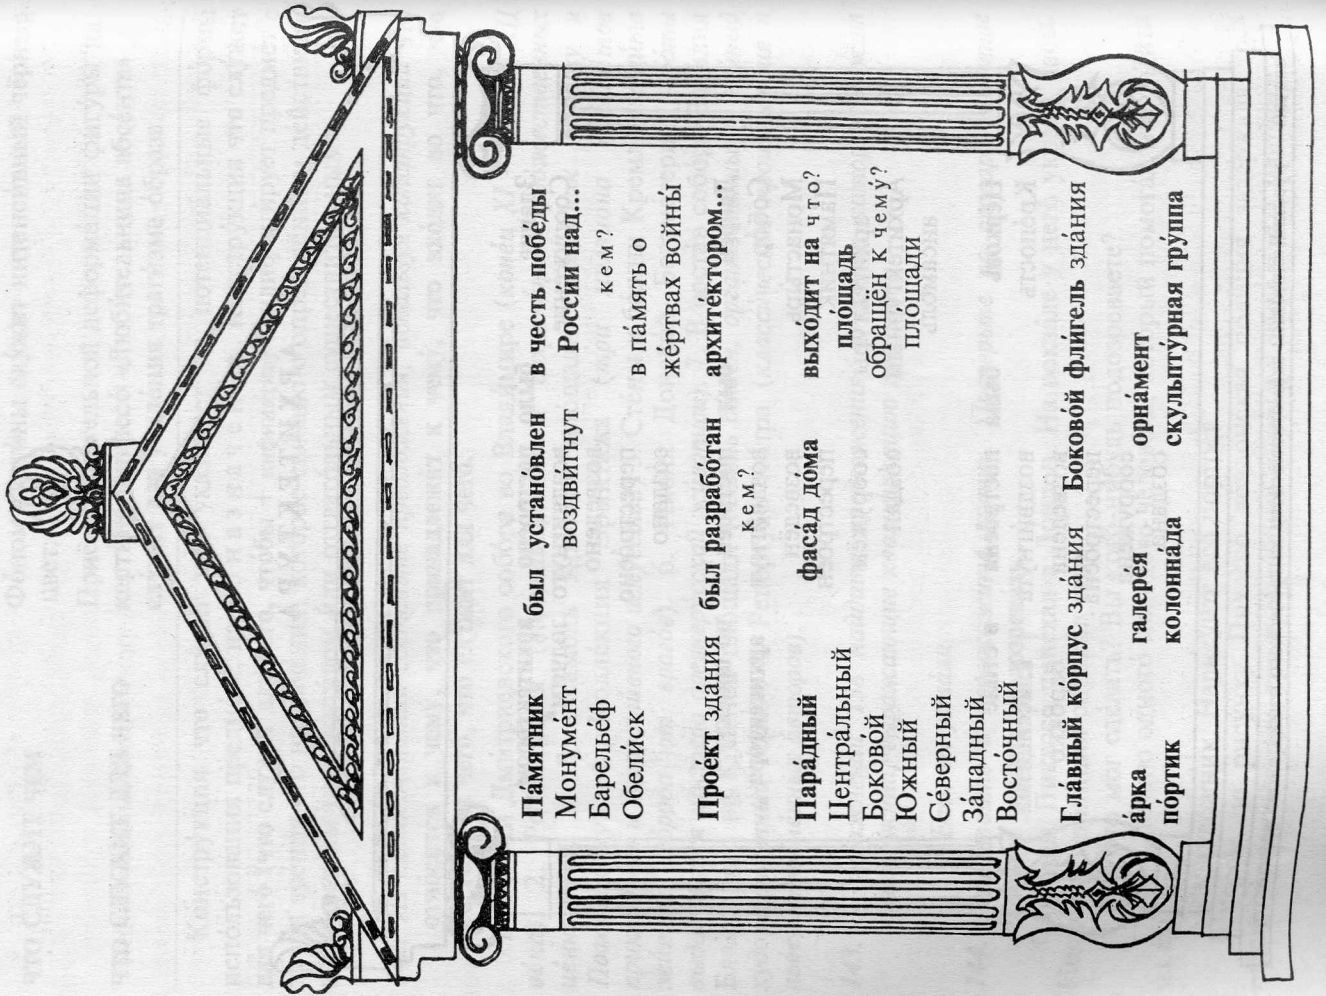 Па́мятник был устано́влен в честь побе́ды
Монуме́нт воздви́гнут Росси́и над...
Барелье́ф кем?
Обели́ск в па́мять о
же́ртвах войны́
Прое́кт зда́ния был разрабо́тан архите́ктором...
кем?
Пара́дный фаса́д до́ма выхо́дит на что?
Центра́льный пло́щадь
Боково́й обращён к чему́?
Ю́жный пло́щади
Се́верный
За́падный
Восто́чный
Гла́вный ко́рпус зда́ния Боково́й фли́гель зда́ния
а́рка галере́я орна́мент
по́ртик колонна́да скульпту́рная гру́ппа